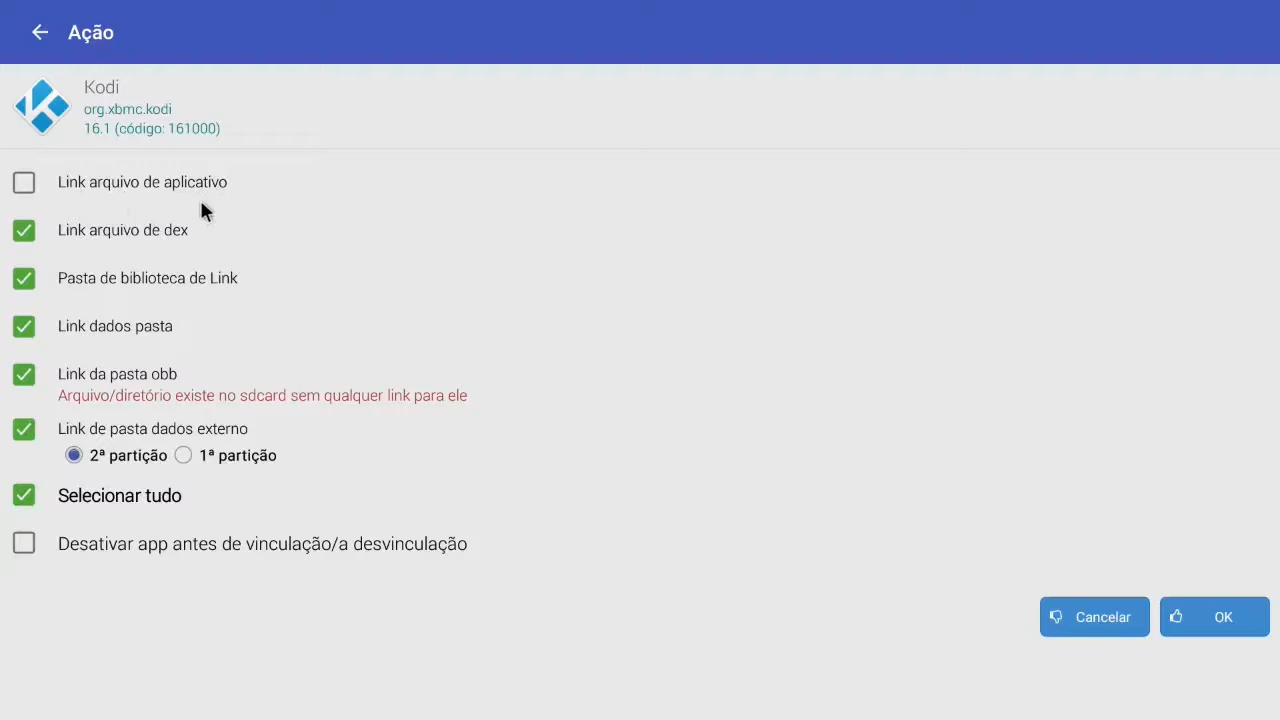 Ação
Kodi
org.xbmc.kodi
16.1 (código: 161000)
Link arquivo de aplicativo
Link arquivo de dex
Pasta de biblioteca de Link
Link dados pasta
Link da pasta obb
Arquivo/diretório existe no sdcard sem qualquer link para ele
Link de pasta dados externo
2ª partição 1ª partição
Selecionar tudo
Desativar app antes de vinculação/a desvinculação
Cancelar OK